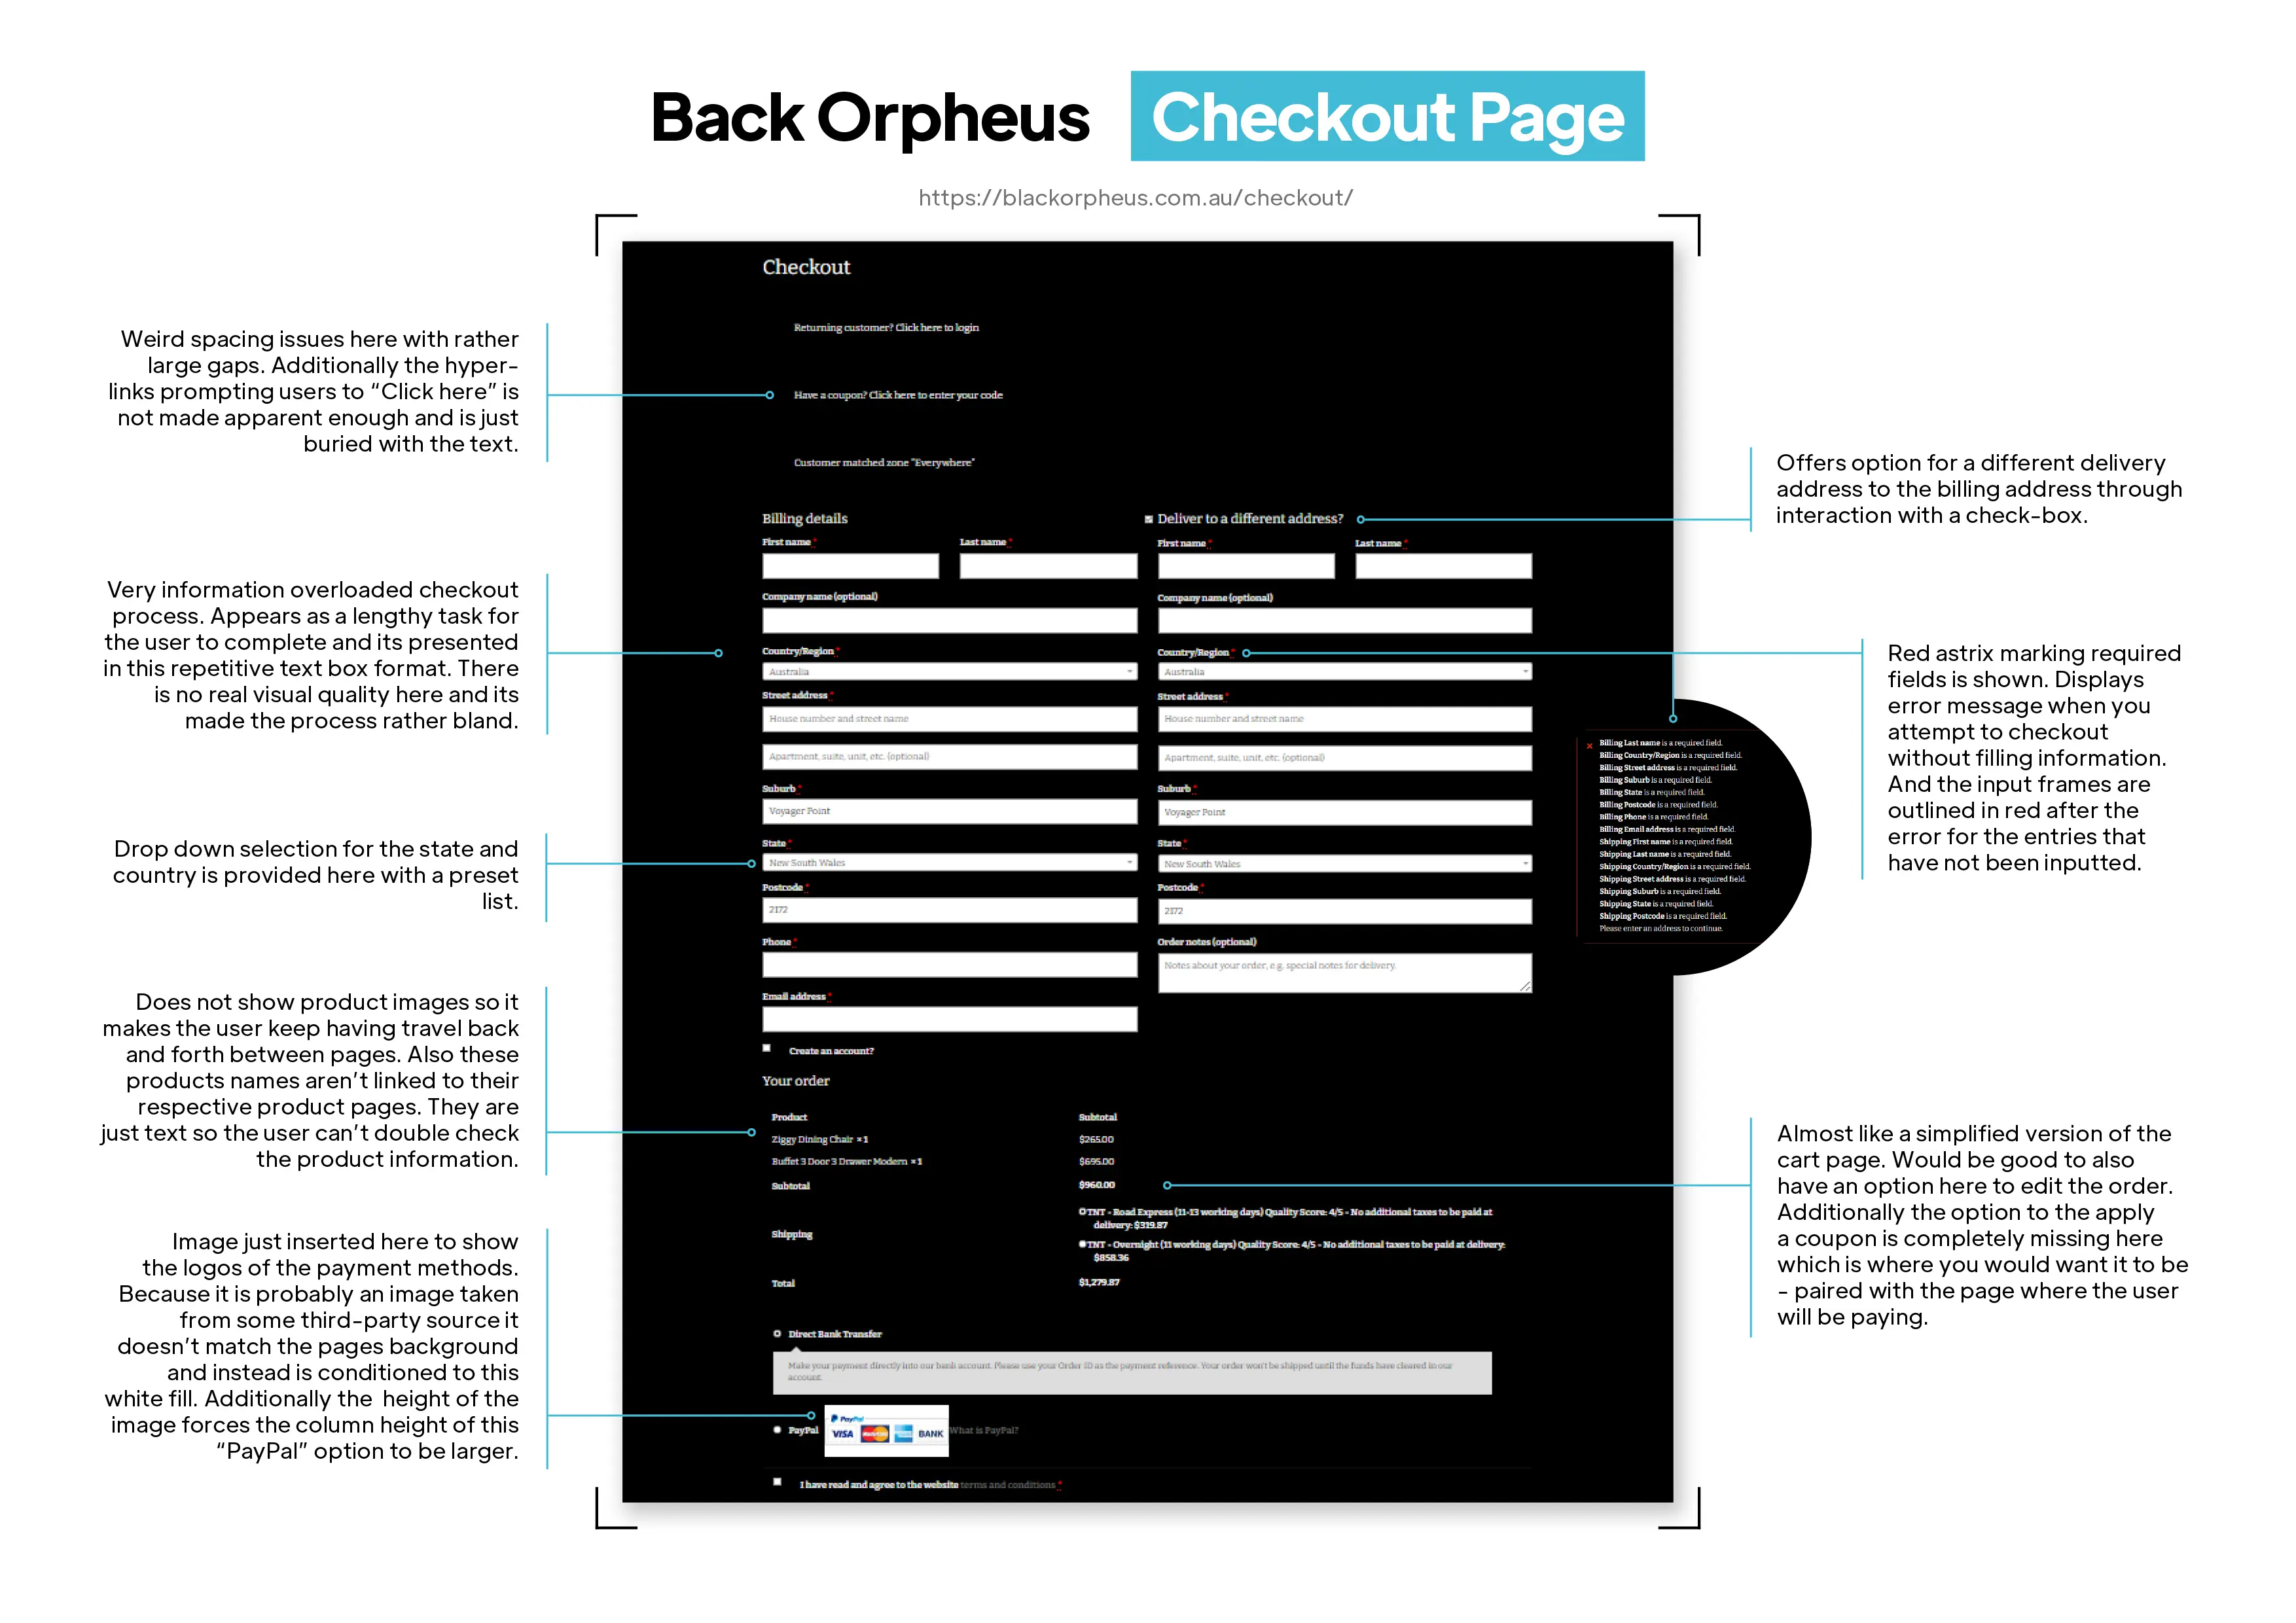 Back Orpheus Checkout Page
https://blackorpheus.com.au/checkout/
Weird spacing issues here with rather
large gaps. Additionally the hyper-
links prompting users to “Click here” is
not made apparent enough and is just
buried with the text.
Very information overloaded checkout
process. Appears as a lengthy task for
the user to complete and its presented
in this repetitive text box format. There
is no real visual quality here and its
made the process rather bland.
Drop down selection for the state and
country is provided here with a preset
list.
Does not show product images so it
makes the user keep having travel back
and forth between pages. Also these
products names aren’t linked to their
respective product pages. They are
just text so the user can’t double check
the product information.
Image just inserted here to show
the logos of the payment methods.
Because it is probably an image taken
from some third-party source it
doesn’t match the pages background
and instead is conditioned to this
white fill. Additionally the height of the
image forces the column height of this
“PayPal” option to be larger.
Checkout
Returning customer? Click here to login
Have a coupon? Click here to enter your code
Customer matched zone "Everywhere"
Billing details
First name * Last name *
Company name (optional)
Country/Region *
Australia
Street address *
House number and street name
Apartment, suite, unit, etc. (optional)
Suburb *
Voyager Point
State *
New South Wales
Postcode *
2172
Phone *
Email address *
Create an account?
Deliver to a different address?
First name * Last name *
Company name (optional)
Country/Region *
Australia
Street address *
House number and street name
Apartment, suite, unit, etc. (optional)
Suburb *
Voyager Point
State *
New South Wales
Postcode *
2172
Order notes (optional)
Notes about your order, e.g. special notes for delivery.
Your order
Product Subtotal
Ziggy Dining Chair × 1 $265.00
Buffet 3 Door 3 Drawer Modern × 1 $695.00
Subtotal $960.00
Shipping
TNT - Road Express (11-13 working days) Quality Score: 4/5 - No additional taxes to be paid at
delivery: $319.87
TNT - Overnight (11 working days) Quality Score: 4/5 - No additional taxes to be paid at delivery:
$858.36
Total $1,279.87
Direct Bank Transfer
Make your payment directly into our bank account. Please use your Order ID as the payment reference. Your order won't be shipped until the funds have cleared in our
account.
PayPal
PayPal
VISA MasterCard BANK What is PayPal?
I have read and agree to the website terms and conditions *
Billing Last name is a required field.
Billing Country/Region is a required field.
Billing Street address is a required field.
Billing Suburb is a required field.
Billing State is a required field.
Billing Postcode is a required field.
Billing Phone is a required field.
Billing Email address is a required field.
Shipping First name is a required field.
Shipping Last name is a required field.
Shipping Country/Region is a required field.
Shipping Street address is a required field.
Shipping Suburb is a required field.
Shipping State is a required field.
Shipping Postcode is a required field.
Please enter an address to continue.
Offers option for a different delivery
address to the billing address through
interaction with a check-box.
Red astrix marking required
fields is shown. Displays
error message when you
attempt to checkout
without filling information.
And the input frames are
outlined in red after the
error for the entries that
have not been inputted.
Almost like a simplified version of the
cart page. Would be good to also
have an option here to edit the order.
Additionally the option to the apply
a coupon is completely missing here
which is where you would want it to be
- paired with the page where the user
will be paying.